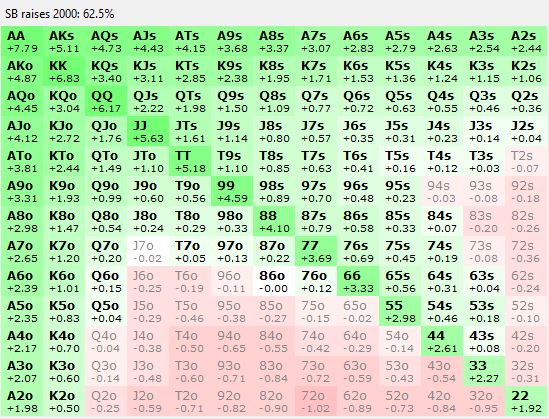 SB raises 2000: 62.5%
AA AKs AQs AJs ATs A9s A8s A7s A6s A5s A4s A3s A2s
+7.79 +5.11 +4.73 +4.43 +4.15 +3.68 +3.37 +3.07 +2.83 +2.79 +2.63 +2.54 +2.44
AKo KK KQs KJs KTs K9s K8s K7s K6s K5s K4s K3s K2s
+4.87 +6.83 +3.40 +3.11 +2.85 +2.38 +1.95 +1.71 +1.53 +1.36 +1.24 +1.15 +1.06
AQo KQo QQ QJs QTs Q9s Q8s Q7s Q6s Q5s Q4s Q3s Q2s
+4.45 +3.04 +6.17 +2.22 +1.98 +1.50 +1.09 +0.77 +0.72 +0.63 +0.55 +0.46 +0.36
AJo KJo QJo JJ JTs J9s J8s J7s J6s J5s J4s J3s J2s
+4.12 +2.72 +1.76 +5.63 +1.61 +1.14 +0.80 +0.57 +0.35 +0.31 +0.23 +0.14 +0.04
ATo KTo QTo JTo TT T9s T8s T7s T6s T5s T4s T3s T2s
+3.81 +2.44 +1.49 +1.10 +5.18 +1.10 +0.85 +0.63 +0.41 +0.16 +0.12 +0.03 -0.07
A9o K9o Q9o J9o T9o 99 98s 97s 96s 95s 94s 93s 92s
+3.31 +1.93 +0.99 +0.60 +0.56 +4.59 +0.89 +0.70 +0.48 +0.23 -0.03 -0.08 -0.18
A8o K8o Q8o J8o T8o 98o 88 87s 86s 85s 84s 83s 82s
+2.98 +1.47 +0.54 +0.24 +0.29 +0.33 +4.10 +0.79 +0.58 +0.33 +0.07 -0.20 -0.26
A7o K7o Q7o J7o T7o 97o 87o 77 76s 75s 74s 73s 72s
+2.65 +1.20 +0.20 -0.02 +0.05 +0.13 +0.22 +3.69 +0.69 +0.45 +0.19 -0.08 -0.36
A6o K6o Q6o J6o T6o 96o 86o 76o 66 65s 64s 63s 62s
+2.39 +1.01 +0.15 -0.25 -0.19 -0.11 -0.00 +0.12 +3.33 +0.56 +0.31 +0.04 -0.24
A5o K5o Q5o J5o T5o 95o 85o 75o 65o 55 54s 53s 52s
+2.35 +0.83 +0.04 -0.29 -0.46 -0.38 -0.27 -0.15 -0.02 +2.98 +0.46 +0.18 -0.10
A4o K4o Q4o J4o T4o 94o 84o 74o 64o 54o 44 43s 42s
+2.17 +0.70 -0.04 -0.38 -0.50 -0.65 -0.55 -0.42 -0.29 -0.14 +2.61 +0.08 -0.20
A3o K3o Q3o J3o T3o 93o 83o 73o 63o 53o 43o 33 32s
+2.07 +0.60 -0.14 -0.48 -0.60 -0.71 -0.84 -0.72 -0.59 -0.43 -0.54 +2.27 -0.31
A2o K2o Q2o J2o T2o 92o 82o 72o 62o 52o 42o 32o 22
+1.98 +0.50 -0.25 -0.59 -0.71 -0.82 -0.90 -1.02 -0.89 -0.73 -0.84 -0.95 +1.92